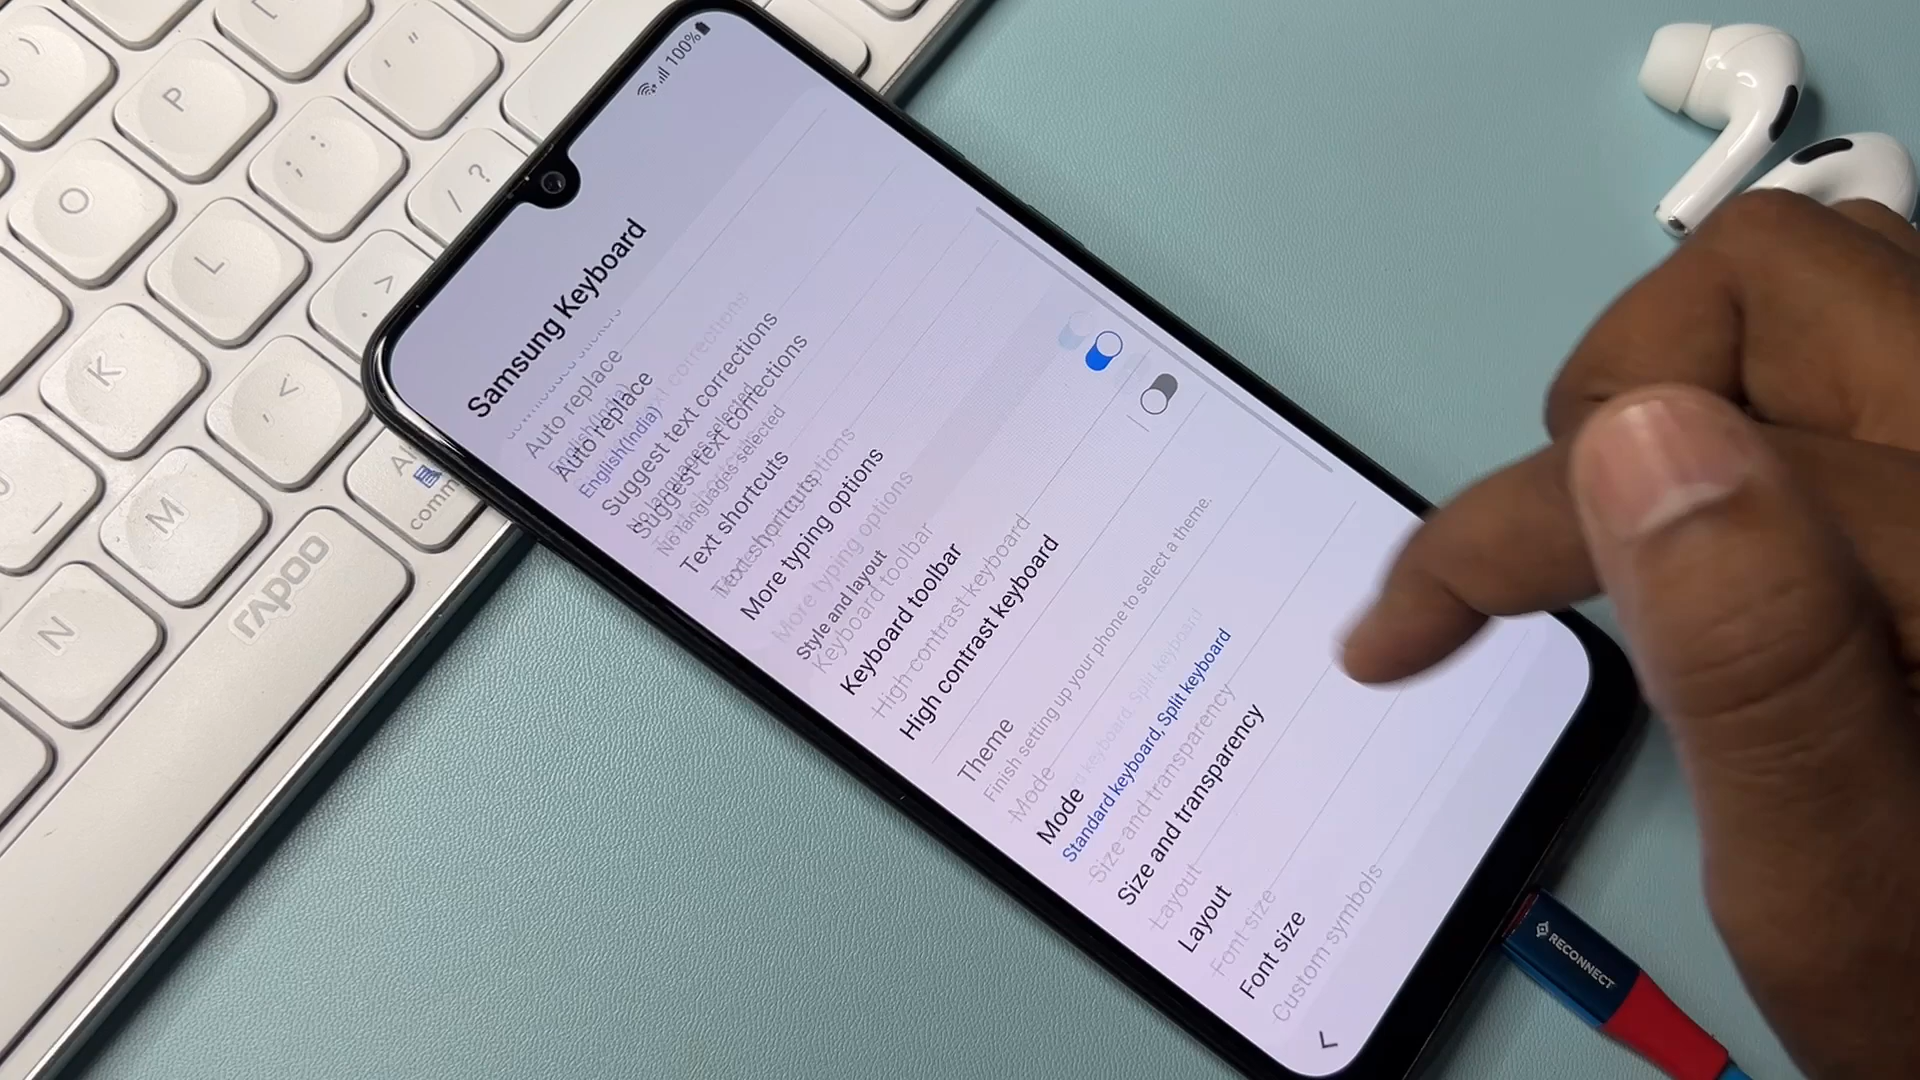 100%
Samsung Keyboard
Auto replace
English (India)
Suggest text corrections
No languages selected
Text shortcuts
More typing options
Style and layout
Keyboard toolbar
High contrast keyboard
Theme
Finish setting up your phone to select a theme.
Mode
Standard keyboard, Split keyboard
Size and transparency
Layout
Font size
Custom symbols
P
O
L
K
M
N
: ;
" '
/ ?
. >
, <
rapoo
RECONNECT